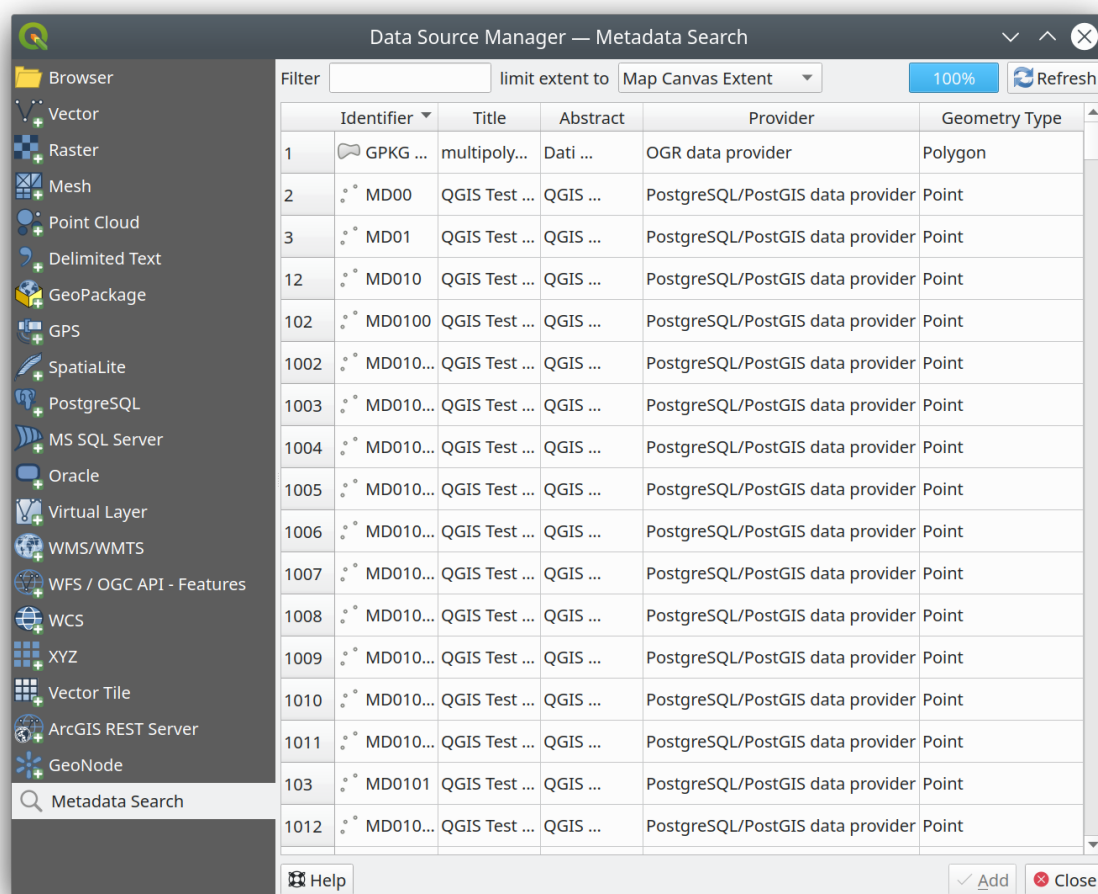 Data Source Manager — Metadata Search
Browser
Vector
Raster
Mesh
Point Cloud
Delimited Text
GeoPackage
GPS
SpatiaLite
PostgreSQL
MS SQL Server
Oracle
Virtual Layer
WMS/WMTS
WFS / OGC API - Features
WCS
XYZ
Vector Tile
ArcGIS REST Server
GeoNode
Metadata Search
Filter limit extent to Map Canvas Extent 100% Refresh
Identifier Title Abstract Provider Geometry Type
1 GPKG ... multipoly... Dati ... OGR data provider Polygon
2 MD00 QGIS Test ... QGIS ... PostgreSQL/PostGIS data provider Point
3 MD01 QGIS Test ... QGIS ... PostgreSQL/PostGIS data provider Point
12 MD010 QGIS Test ... QGIS ... PostgreSQL/PostGIS data provider Point
102 MD0100 QGIS Test ... QGIS ... PostgreSQL/PostGIS data provider Point
1002 MD010... QGIS Test ... QGIS ... PostgreSQL/PostGIS data provider Point
1003 MD010... QGIS Test ... QGIS ... PostgreSQL/PostGIS data provider Point
1004 MD010... QGIS Test ... QGIS ... PostgreSQL/PostGIS data provider Point
1005 MD010... QGIS Test ... QGIS ... PostgreSQL/PostGIS data provider Point
1006 MD010... QGIS Test ... QGIS ... PostgreSQL/PostGIS data provider Point
1007 MD010... QGIS Test ... QGIS ... PostgreSQL/PostGIS data provider Point
1008 MD010... QGIS Test ... QGIS ... PostgreSQL/PostGIS data provider Point
1009 MD010... QGIS Test ... QGIS ... PostgreSQL/PostGIS data provider Point
1010 MD010... QGIS Test ... QGIS ... PostgreSQL/PostGIS data provider Point
1011 MD010... QGIS Test ... QGIS ... PostgreSQL/PostGIS data provider Point
103 MD0101 QGIS Test ... QGIS ... PostgreSQL/PostGIS data provider Point
1012 MD010... QGIS Test ... QGIS ... PostgreSQL/PostGIS data provider Point
Help Add Close